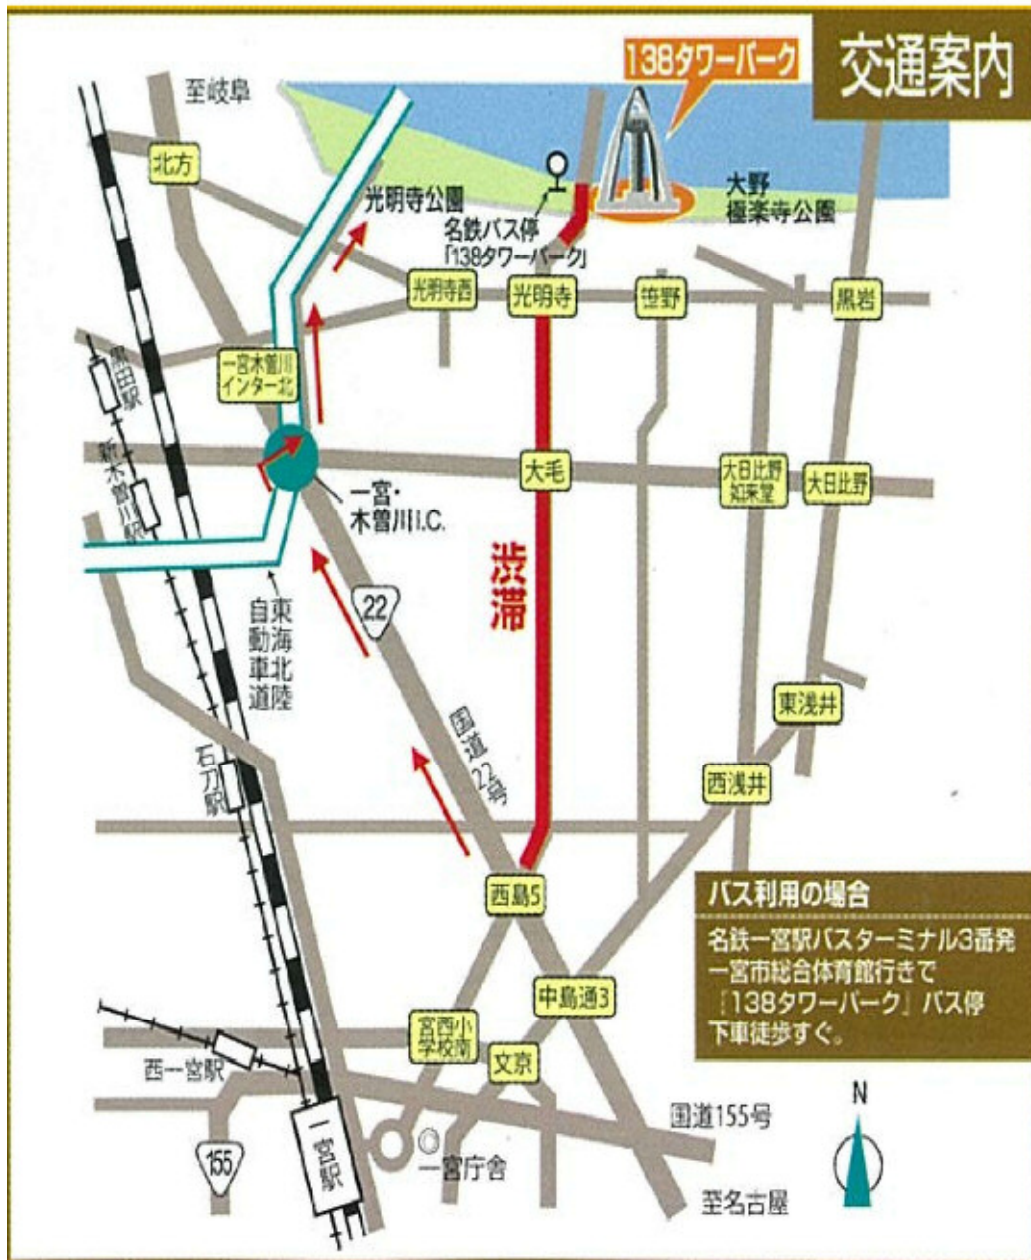 交通案内
138タワーパーク
至岐阜
北方
光明寺公園
名鉄バス停
「138タワーパーク」
大野
極楽寺公園
光明寺西
光明寺
笹野
黒岩
一宮木曽川
インター北
黒田駅
新木曽川駅
大毛
大日比野
如来堂
大日比野
一宮・
木曽川I.C.
渋滞
22
東海北陸
自動車道
国道22号
東浅井
西浅井
石刀駅
西島5
バス利用の場合
名鉄一宮駅バスターミナル3番発
一宮市総合体育館行きで
「138タワーパーク」バス停
下車徒歩すぐ。
中島通3
宮西小
学校南
文京
西一宮駅
一宮駅
155
一宮庁舎
国道155号
至名古屋
N